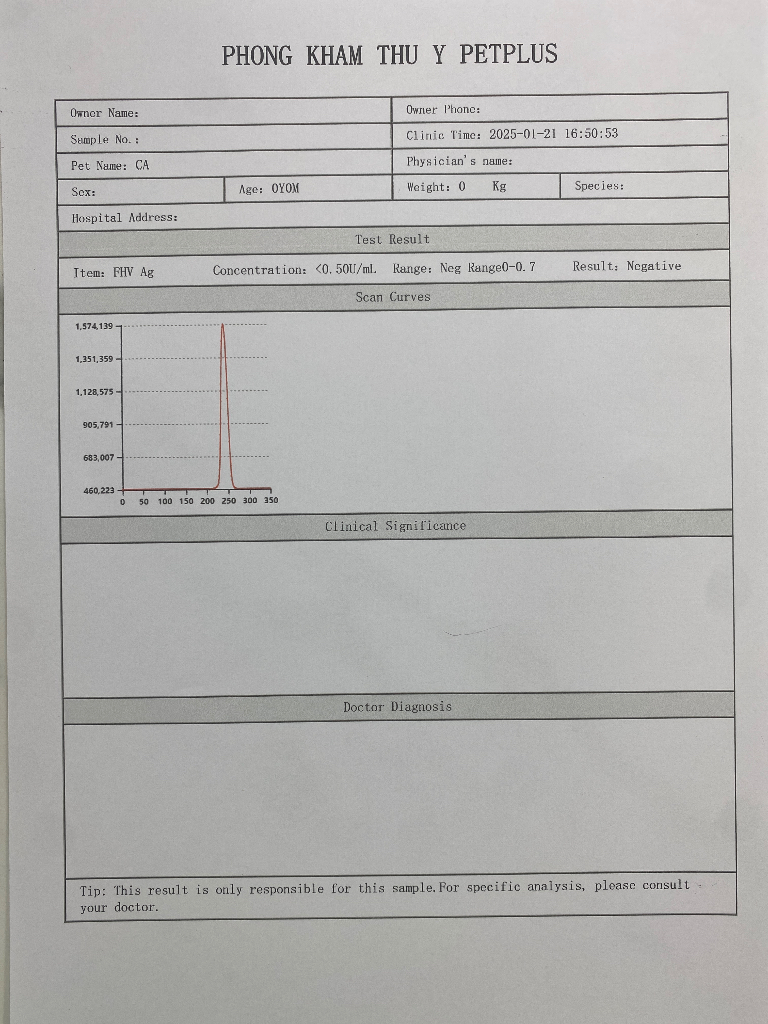 PHONG KHAM THU Y PETPLUS
Owner Name:
Owner Phone:
Sample No.:
Clinic Time: 2025-01-21 16:50:53
Pet Name: CA
Physician's name:
Sex:
Age: 0Y0M
Weight: 0 Kg
Species:
Hospital Address:
Test Result
Item: FHV Ag Concentration: <0.50U/mL Range: Neg Range0-0.7 Result: Negative
Scan Curves
1,574,139
1,351,359
1,128,575
905,791
683,007
460,223
0 50 100 150 200 250 300 350
Clinical Significance
Doctor Diagnosis
Tip: This result is only responsible for this sample.For specific analysis, please consult
your doctor.